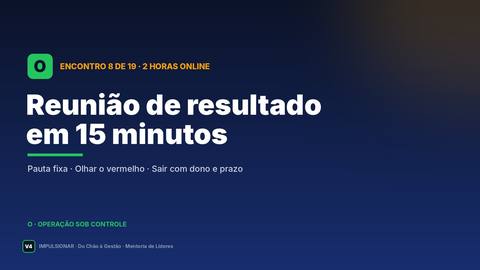 O
ENCONTRO 8 DE 19 · 2 HORAS ONLINE
Reunião de resultado
em 15 minutos
Pauta fixa · Olhar o vermelho · Sair com dono e prazo
O · OPERAÇÃO SOB CONTROLE
V4
IMPULSIONAR · Do Chão à Gestão · Mentoria de Líderes